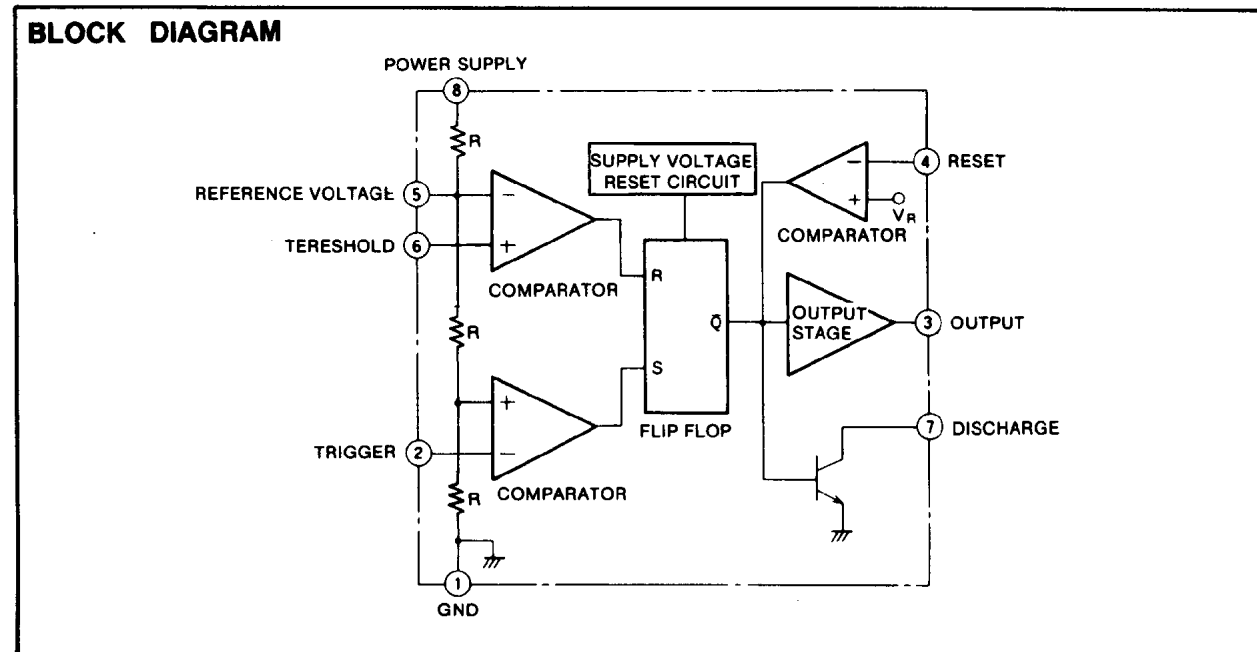 BLOCK DIAGRAM
POWER SUPPLY
8
R
SUPPLY VOLTAGE
RESET CIRCUIT
−
4
RESET
REFERENCE VOLTAGE
5
−
+
VR
TERESHOLD
6
+
COMPARATOR
R
COMPARATOR
R
Q̄
OUTPUT
STAGE
3
OUTPUT
S
+
TRIGGER
2
−
FLIP FLOP
7
DISCHARGE
R
COMPARATOR
1
GND